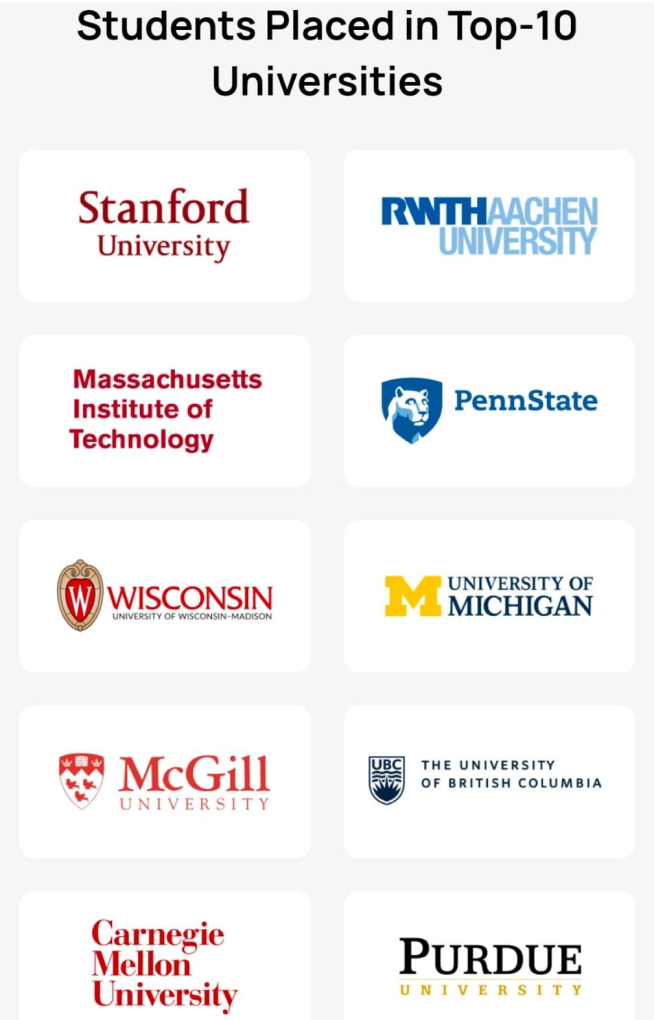 Students Placed in Top-10
Universities
Stanford
University
RWTHAACHEN
UNIVERSITY
Massachusetts
Institute of
Technology
PennState
W WISCONSIN
UNIVERSITY OF WISCONSIN–MADISON
M UNIVERSITY OF
MICHIGAN
McGill
UNIVERSITY
UBC
THE UNIVERSITY
OF BRITISH COLUMBIA
Carnegie
Mellon
University
PURDUE
UNIVERSITY